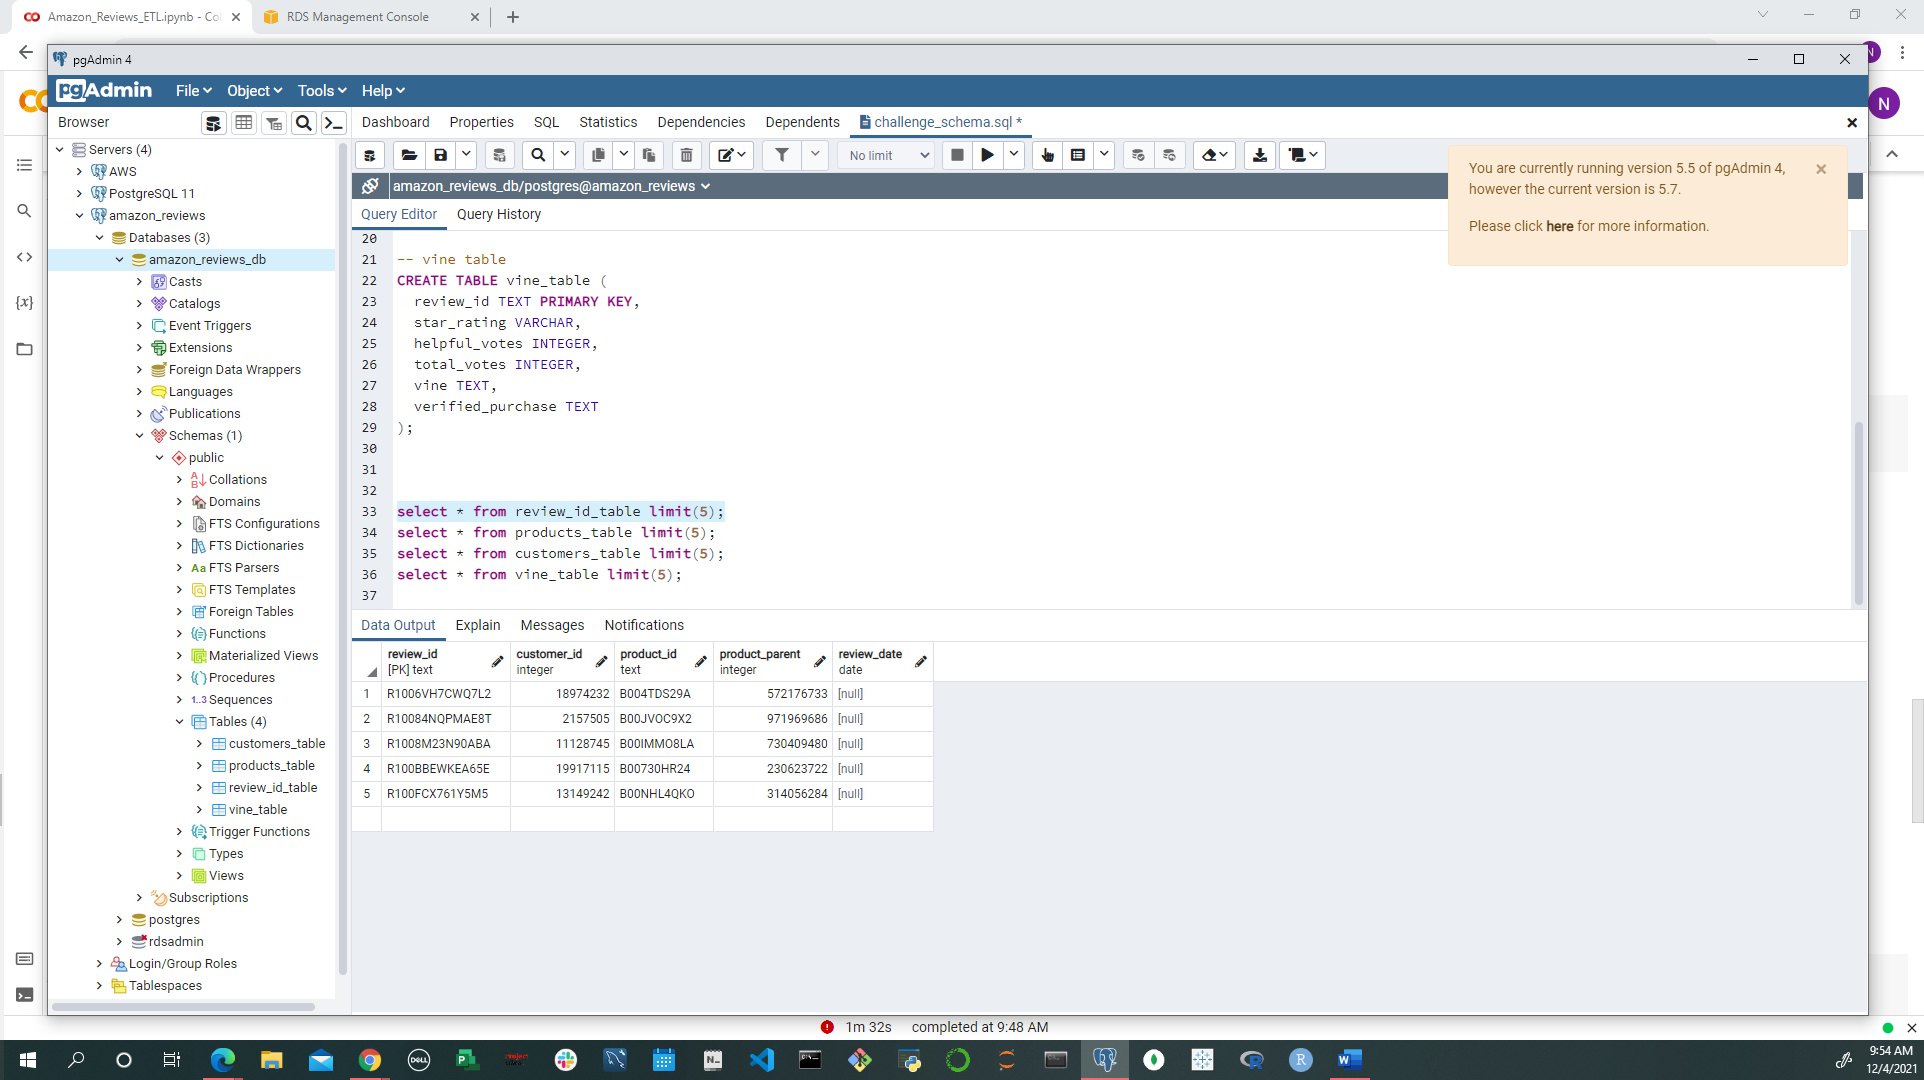 Amazon_Reviews_ETL.ipynb - Co
RDS Management Console
pgAdmin 4
pgAdmin
File
Object
Tools
Help
N
Browser
Dashboard
Properties
SQL
Statistics
Dependencies
Dependents
challenge_schema.sql *
No limit
amazon_reviews_db/postgres@amazon_reviews
Query Editor
Query History
You are currently running version 5.5 of pgAdmin 4,
however the current version is 5.7.
Please click here for more information.
Servers (4)
AWS
PostgreSQL 11
amazon_reviews
Databases (3)
amazon_reviews_db
Casts
Catalogs
Event Triggers
Extensions
Foreign Data Wrappers
Languages
Publications
Schemas (1)
public
Collations
Domains
FTS Configurations
FTS Dictionaries
FTS Parsers
FTS Templates
Foreign Tables
Functions
Materialized Views
Procedures
Sequences
Tables (4)
customers_table
products_table
review_id_table
vine_table
Trigger Functions
Types
Views
Subscriptions
postgres
rdsadmin
Login/Group Roles
Tablespaces
20
21 -- vine table
22 CREATE TABLE vine_table (
23 review_id TEXT PRIMARY KEY,
24 star_rating VARCHAR,
25 helpful_votes INTEGER,
26 total_votes INTEGER,
27 vine TEXT,
28 verified_purchase TEXT
29 );
30
31
32
33 select * from review_id_table limit(5);
34 select * from products_table limit(5);
35 select * from customers_table limit(5);
36 select * from vine_table limit(5);
37
Data Output
Explain
Messages
Notifications
review_id customer_id product_id product_parent review_date
[PK] text integer text integer date
1 R1006VH7CWQ7L2 18974232 B004TDS29A 572176733 [null]
2 R10084NQPMAE8T 2157505 B00JVOC9X2 971969686 [null]
3 R1008M23N90ABA 11128745 B00IMMO8LA 730409480 [null]
4 R100BBEWKEA65E 19917115 B00730HR24 230623722 [null]
5 R100FCX761Y5M5 13149242 B00NHL4QKO 314056284 [null]
1m 32s completed at 9:48 AM
9:54 AM
12/4/2021